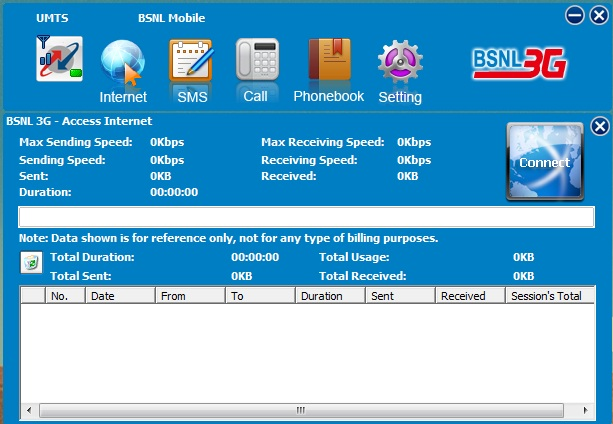 UMTS BSNL Mobile
Internet SMS Call Phonebook Setting BSNL 3G
BSNL 3G - Access Internet
Max Sending Speed: 0Kbps Max Receiving Speed: 0Kbps
Sending Speed: 0Kbps Receiving Speed: 0Kbps
Sent: 0KB Received: 0KB
Duration: 00:00:00
Connect
Note: Data shown is for reference only, not for any type of billing purposes.
Total Duration: 00:00:00 Total Usage: 0KB
Total Sent: 0KB Total Received: 0KB
No. Date From To Duration Sent Received Session's Total